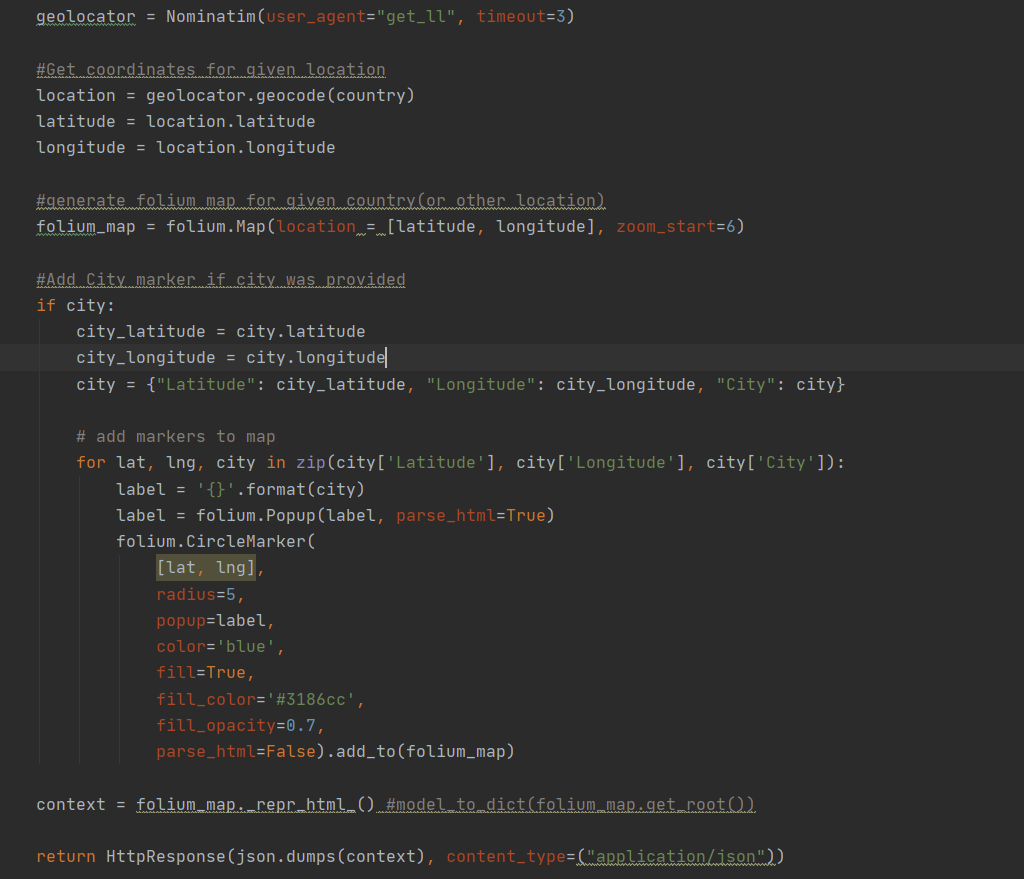 geolocator = Nominatim(user_agent="get_ll", timeout=3)
#Get coordinates for given location
location = geolocator.geocode(country)
latitude = location.latitude
longitude = location.longitude
#generate folium map for given country(or other location)
folium_map = folium.Map(location = [latitude, longitude], zoom_start=6)
#Add City marker if city was provided
if city:
    city_latitude = city.latitude
    city_longitude = city.longitude
    city = {"Latitude": city_latitude, "Longitude": city_longitude, "City": city}
    # add markers to map
    for lat, lng, city in zip(city['Latitude'], city['Longitude'], city['City']):
        label = '{}'.format(city)
        label = folium.Popup(label, parse_html=True)
        folium.CircleMarker(
            [lat, lng],
            radius=5,
            popup=label,
            color='blue',
            fill=True,
            fill_color='#3186cc',
            fill_opacity=0.7,
            parse_html=False).add_to(folium_map)
context = folium_map._repr_html_() #model_to_dict(folium_map.get_root())
return HttpResponse(json.dumps(context), content_type=("application/json"))